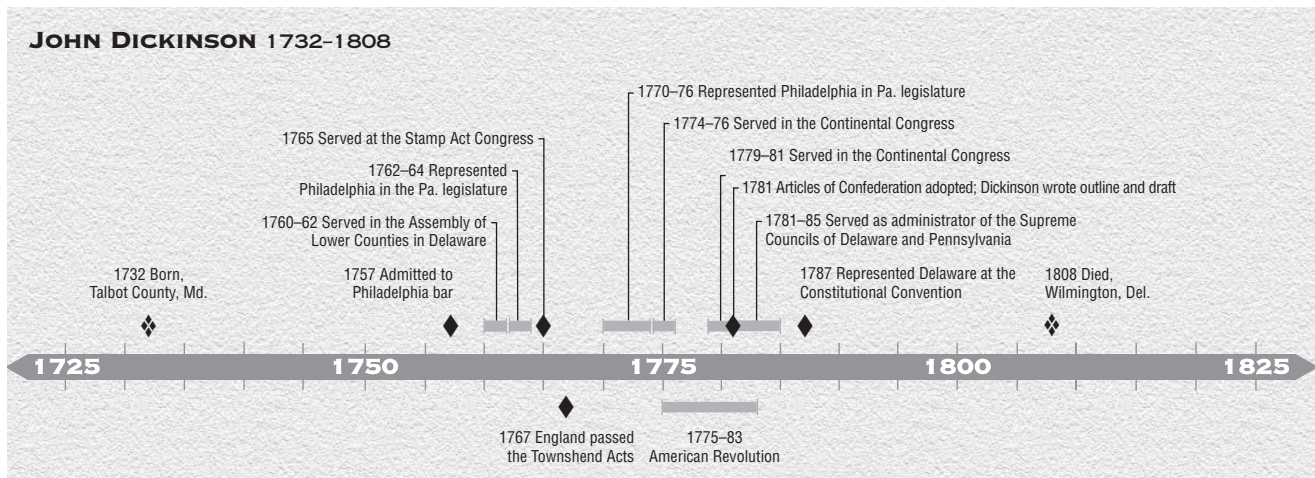 JOHN DICKINSON 1732–1808
1770–76 Represented Philadelphia in Pa. legislature
1774–76 Served in the Continental Congress
1765 Served at the Stamp Act Congress
1779–81 Served in the Continental Congress
1762–64 Represented
Philadelphia in the Pa. legislature
1781 Articles of Confederation adopted; Dickinson wrote outline and draft
1760–62 Served in the Assembly of
Lower Counties in Delaware
1781–85 Served as administrator of the Supreme
Councils of Delaware and Pennsylvania
1732 Born,
Talbot County, Md.
1757 Admitted to
Philadelphia bar
1787 Represented Delaware at the
Constitutional Convention
1808 Died,
Wilmington, Del.
1725 1750 1775 1800 1825
1767 England passed
the Townshend Acts
1775–83
American Revolution